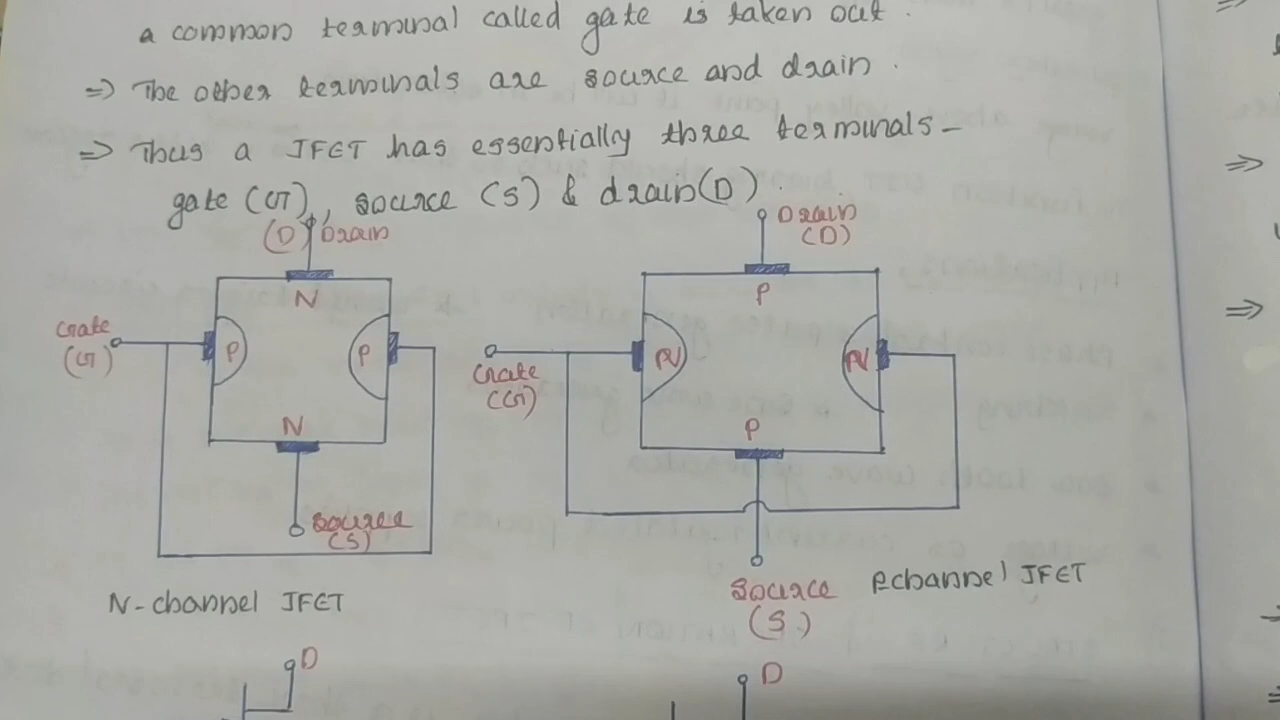 a common terminal called gate is taken out.
⇒ The other terminals are source and drain.
⇒ Thus a JFET has essentially three terminals-
gate (G), source (S) & drain(D).
(D) Drain
N
Gate
(G)
P
P
N
Source
(S)
N-channel JFET
Drain
(D)
P
Gate
(G)
N
N
P
Source
(S)
P channel JFET
D
D